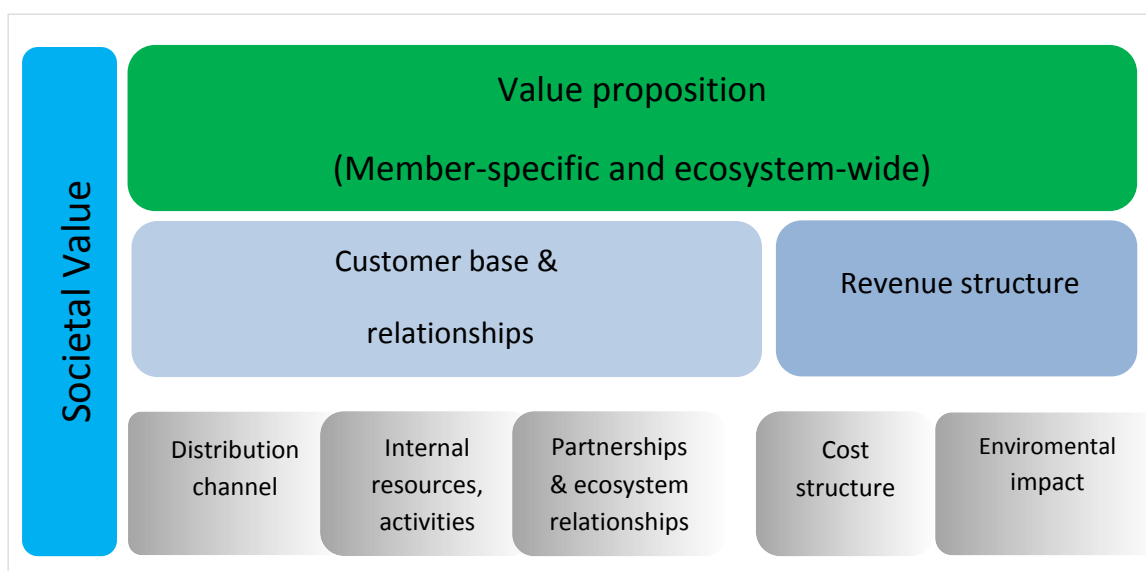 Societal Value
Value proposition
(Member-specific and ecosystem-wide)
Customer base &
relationships
Revenue structure
Distribution
channel
Internal
resources,
activities
Partnerships
& ecosystem
relationships
Cost
structure
Enviromental
impact